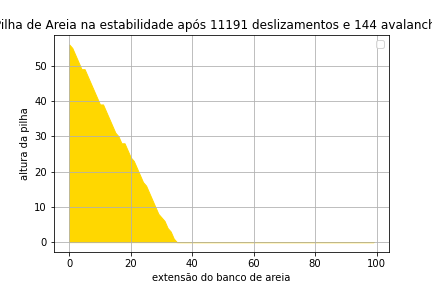 ilha de Areia na estabilidade após 11191 deslizamentos e 144 avalanch
50
40
30
20
10
0
altura da pilha
0 20 40 60 80 100
extensão do banco de areia